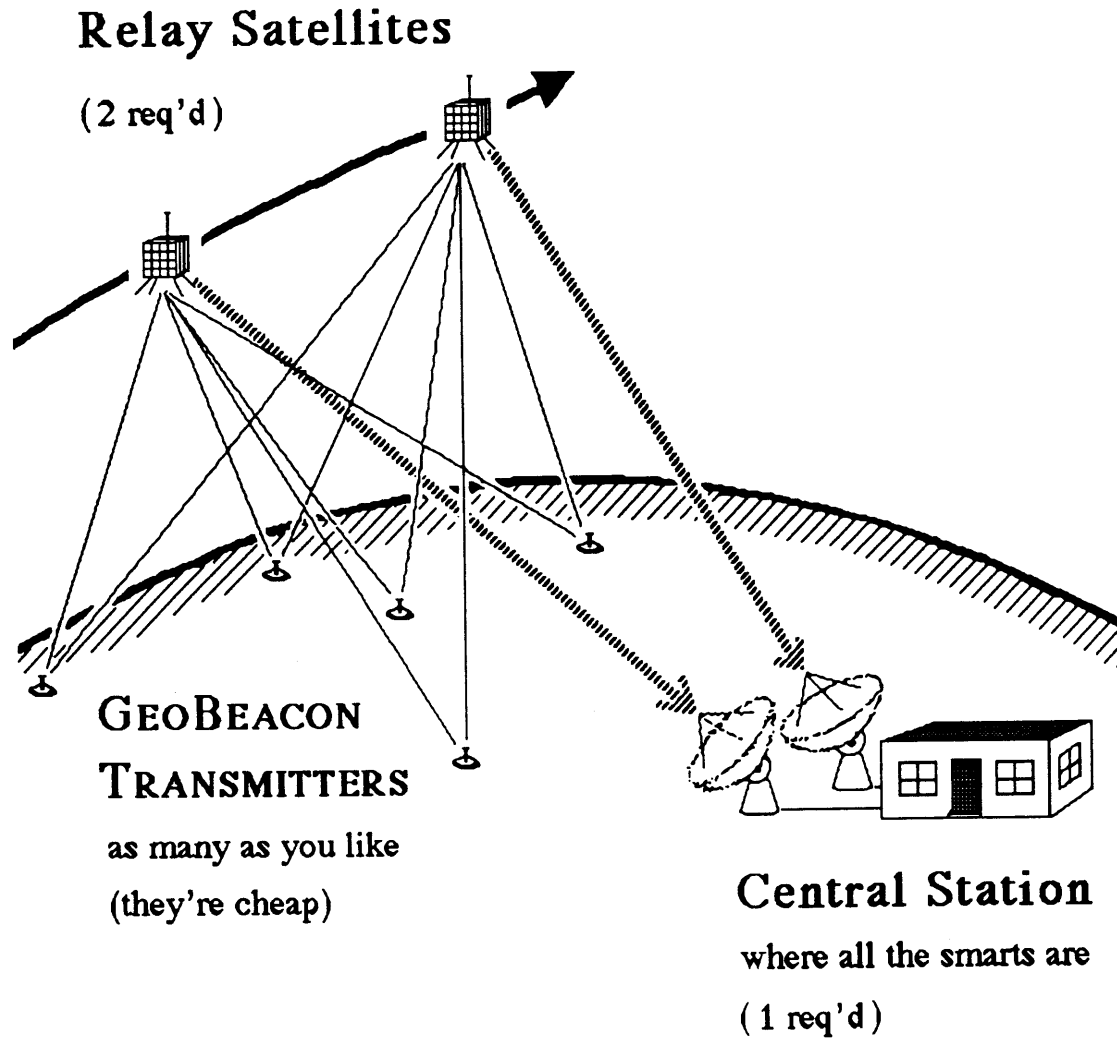 Relay Satellites
(2 req'd)
GEOBEACON
TRANSMITTERS
as many as you like
(they're cheap)
Central Station
where all the smarts are
(1 req'd)